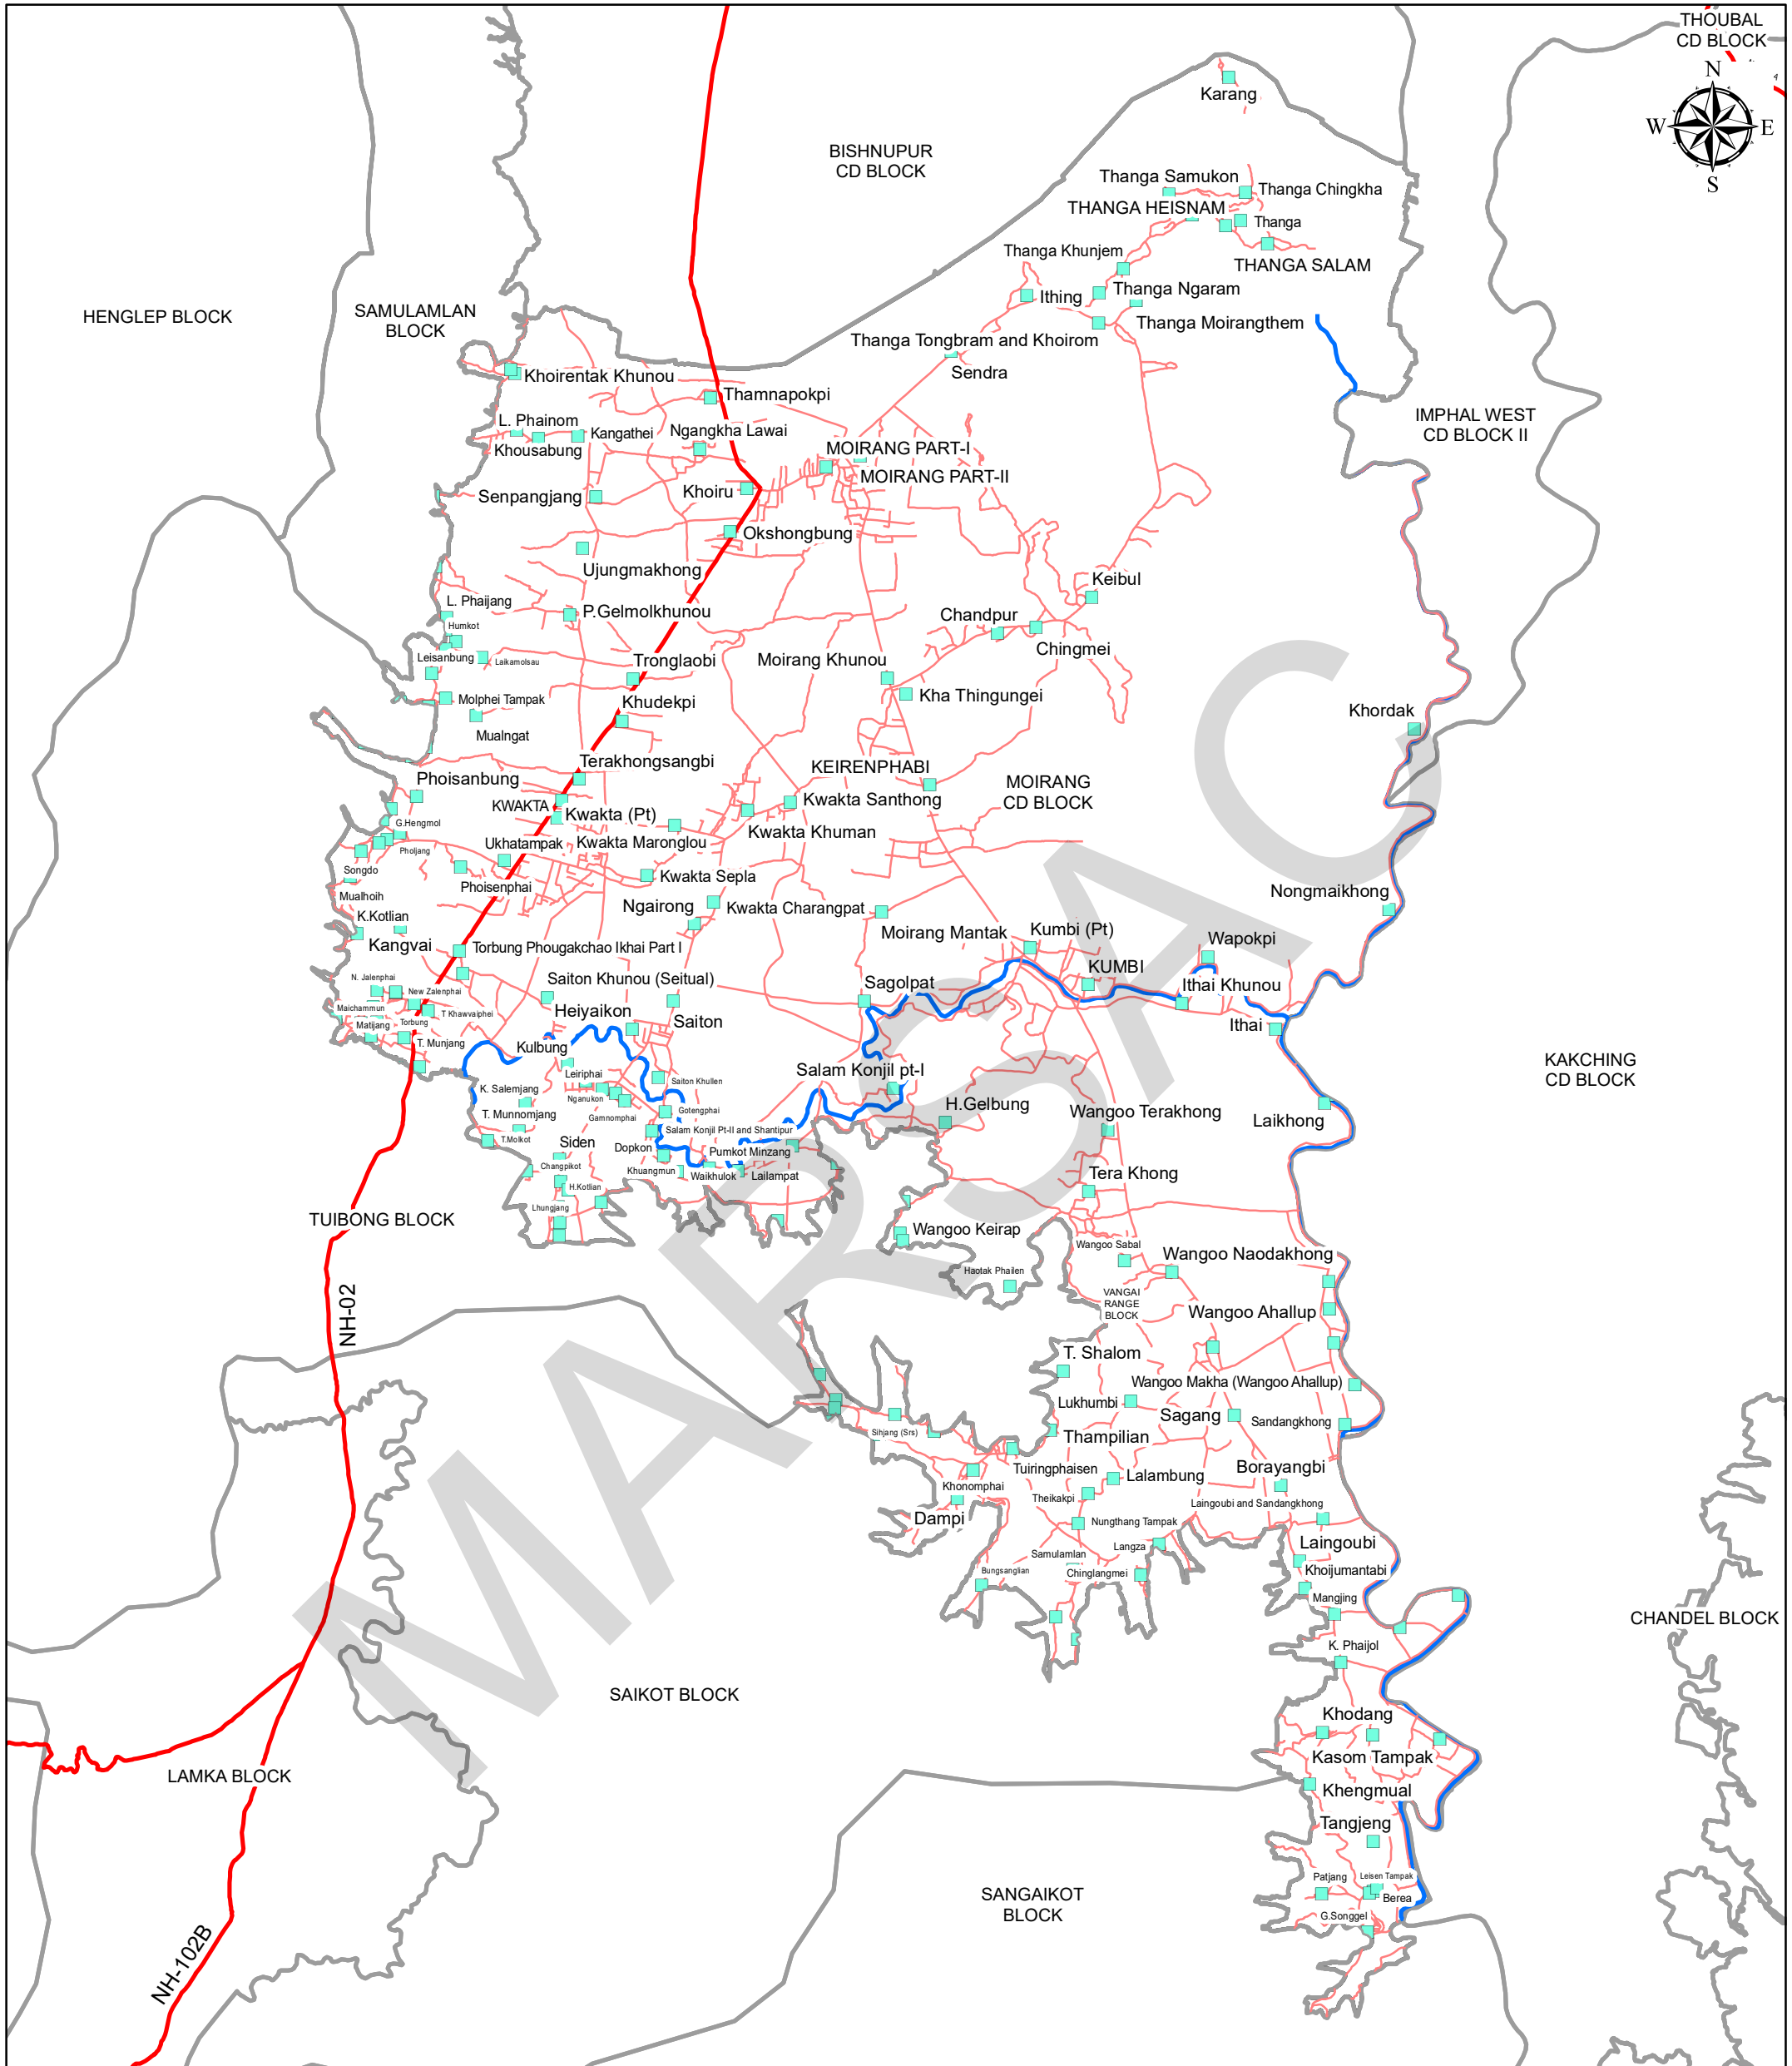 THOUBAL
CD BLOCK
N
W
E
S
Karang
BISHNUPUR
CD BLOCK
Thanga Samukon
Thanga Chingkha
THANGA HEISNAM
Thanga
Thanga Khunjem
THANGA SALAM
Ithing
Thanga Ngaram
HENGLEP BLOCK
SAMULAMLAN
BLOCK
Thanga Moirangthem
Thanga Tongbram and Khoirom
Sendra
Khoirentak Khunou
Thamnapokpi
IMPHAL WEST
CD BLOCK II
L. Phainom
Kangathei
Ngangkha Lawai
Khousabung
MOIRANG PART-I
MOIRANG PART-II
Senpangjang
Khoiru
Okshongbung
Ujungmakhong
Keibul
L. Phaijang
P.Gelmolkhunou
Chandpur
Humkot
Chingmei
Leisanbung
Laikamolsau
Tronglaobi
Moirang Khunou
Molphei Tampak
Khudekpi
Kha Thingungei
Khordak
Mualngat
Terakhongsangbi
KEIRENPHABI
MOIRANG
CD BLOCK
Phoisanbung
KWAKTA
Kwakta (Pt)
Kwakta Santhong
G.Hengmol
Kwakta Khuman
Pholjang
Ukhatampak
Kwakta Maronglou
Songdo
Phoisenphai
Kwakta Sepla
Mualhoih
Nongmaikhong
K.Kotlian
Ngairong
Kwakta Charangpat
Kangvai
Torbung Phougakchao Ikhai Part I
Moirang Mantak
Kumbi (Pt)
Wapokpi
N. Jalenphai
New Zalenphai
Saiton Khunou (Seitual)
Sagolpat
KUMBI
Ithai Khunou
Maichammun
T Khawvaiphei
Heiyaikon
Matijang
Torbung
Saiton
Ithai
T. Munjang
Kulbung
Salam Konjil pt-I
KAKCHING
CD BLOCK
Leiriphai
Saiton Khullen
K. Salemjang
Nganukon
H.Gelbung
T. Munnomjang
Gamnomphai
Gotengphai
Wangoo Terakhong
Laikhong
T.Molkot
Siden
Salam Konjil Pt-II and Shantipur
Dopkon
Pumkot Minzang
Changpikot
Khuangmun
Waikhulok
Lailampat
Tera Khong
H.Kotlian
Lhungjang
TUIBONG BLOCK
Wangoo Keirap
Wangoo Sabal
Wangoo Naodakhong
Haotak Phailen
VANGAI
RANGE
BLOCK
Wangoo Ahallup
NH-02
T. Shalom
Wangoo Makha (Wangoo Ahallup)
Lukhumbi
Sagang
Sandangkhong
Sihjang (Srs)
Thampilian
Tuiringphaisen
Lalambung
Borayangbi
Khonomphai
Theikakpi
Laingoubi and Sandangkhong
Dampi
Nungthang Tampak
Laingoubi
Langza
Samulamlan
Bungsanglian
Chinglangmei
Khoijumantabi
Mangjing
CHANDEL BLOCK
K. Phaijol
SAIKOT BLOCK
Khodang
Kasom Tampak
LAMKA BLOCK
Khengmual
Tangjeng
Patjang
Leisen Tampak
SANGAIKOT
BLOCK
Berea
G.Songgel
NH-102B
MARSAC